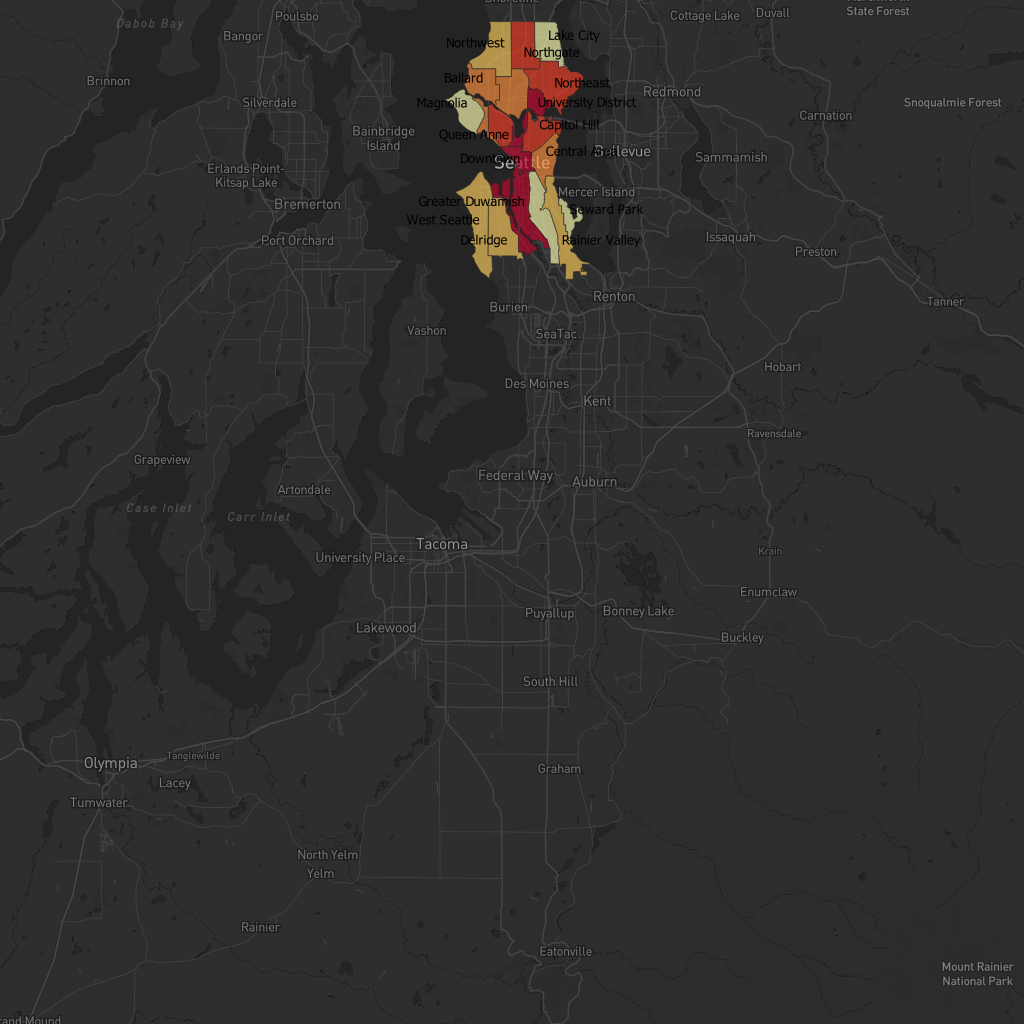 Shoreline
Poulsbo
Dabob Bay
Cottage Lake
Duvall
State Forest
Bangor
Lake City
Northwest
Northgate
Brinnon
Ballard
Northeast
Redmond
Silverdale
Magnolia
University District
Snoqualmie Forest
Carnation
Bainbridge
Island
Queen Anne
Capitol Hill
Downtown
Seattle
Central Area
Bellevue
Sammamish
Erlands Point-
Kitsap Lake
Mercer Island
Bremerton
Greater Duwamish
Seward Park
West Seattle
Port Orchard
Delridge
Rainier Valley
Issaquah
Preston
Burien
Renton
Tanner
Vashon
SeaTac
Hobart
Des Moines
Kent
Ravensdale
Grapeview
Federal Way
Auburn
Artondale
Case Inlet
Carr Inlet
Tacoma
University Place
Krain
Enumclaw
Puyallup
Bonney Lake
Lakewood
Buckley
South Hill
Olympia
Tanglewilde
Lacey
Graham
Tumwater
North Yelm
Yelm
Rainier
Eatonville
Mount Rainier
National Park